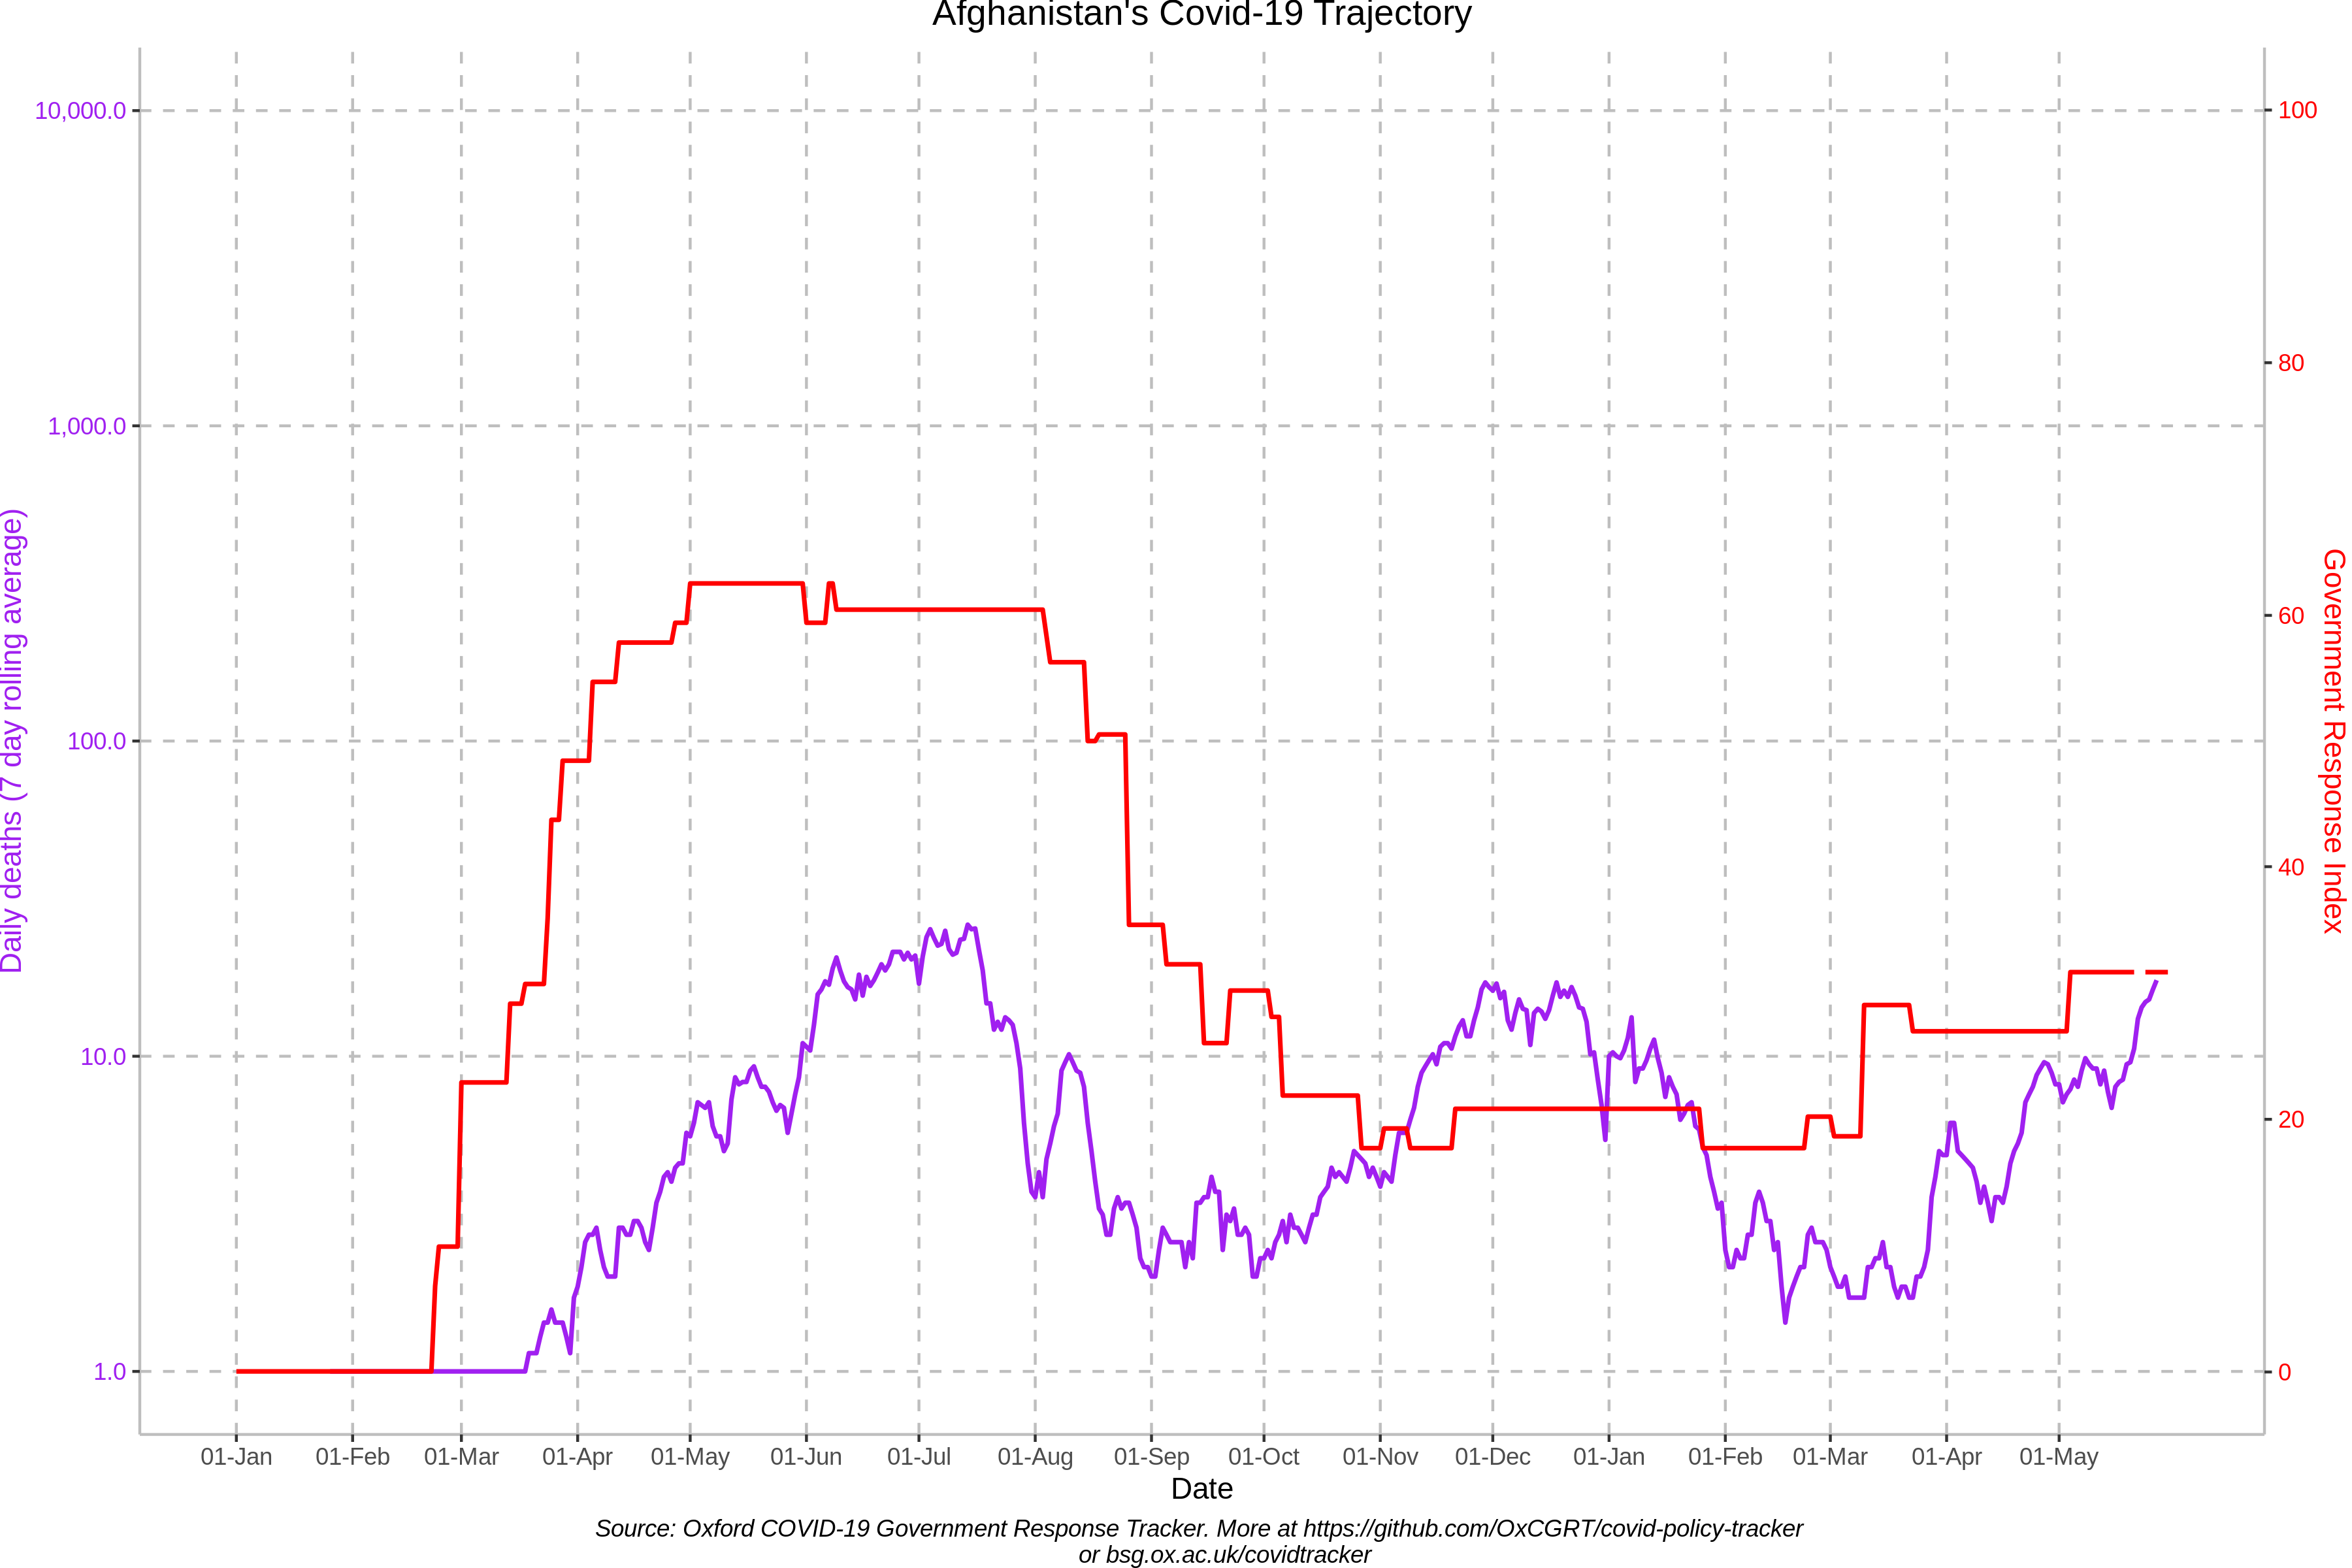 Afghanistan's Covid-19 Trajectory
10,000.0
1,000.0
100.0
10.0
1.0
Daily deaths (7 day rolling average)
100
80
60
40
20
0
Government Response Index
01-Jan 01-Feb 01-Mar 01-Apr 01-May 01-Jun 01-Jul 01-Aug 01-Sep 01-Oct 01-Nov 01-Dec 01-Jan 01-Feb 01-Mar 01-Apr 01-May
Date
Source: Oxford COVID-19 Government Response Tracker. More at https://github.com/OxCGRT/covid-policy-tracker
or bsg.ox.ac.uk/covidtracker